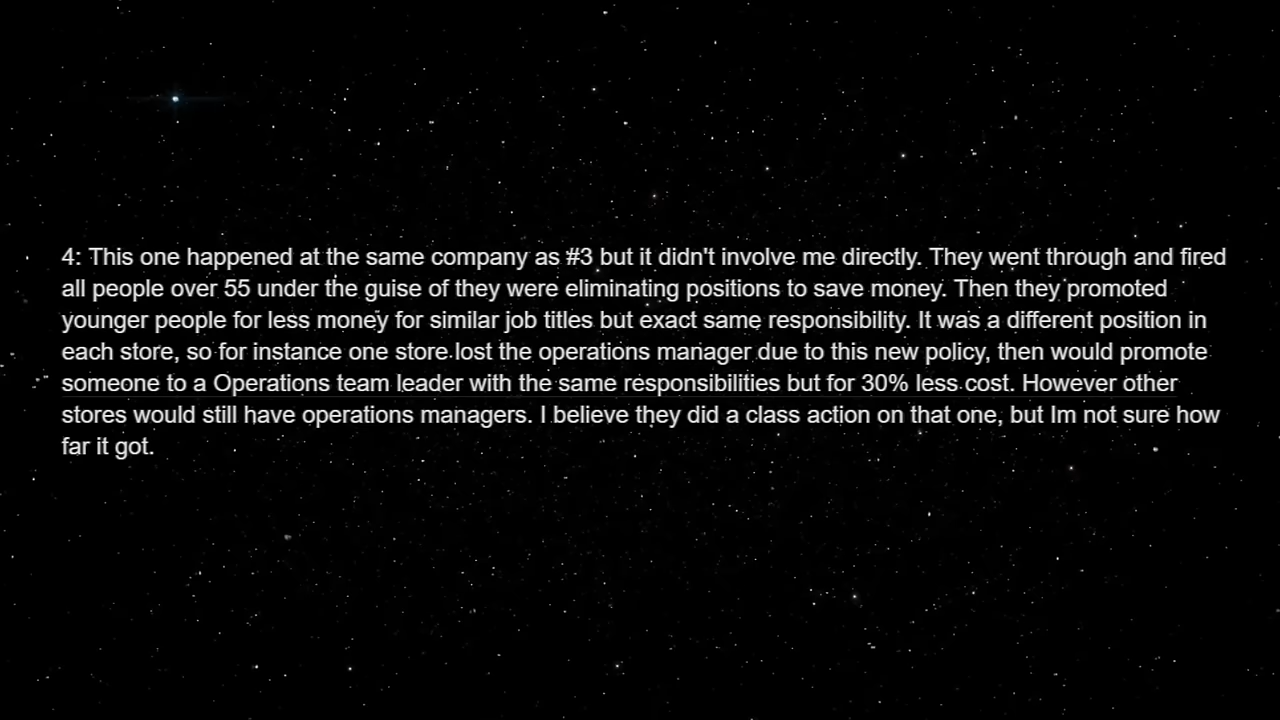 4: This one happened at the same company as #3 but it didn't involve me directly. They went through and fired
all people over 55 under the guise of they were eliminating positions to save money. Then they promoted
younger people for less money for similar job titles but exact same responsibility. It was a different position in
each store, so for instance one store lost the operations manager due to this new policy, then would promote
someone to a Operations team leader with the same responsibilities but for 30% less cost. However other
stores would still have operations managers. I believe they did a class action on that one, but Im not sure how
far it got.